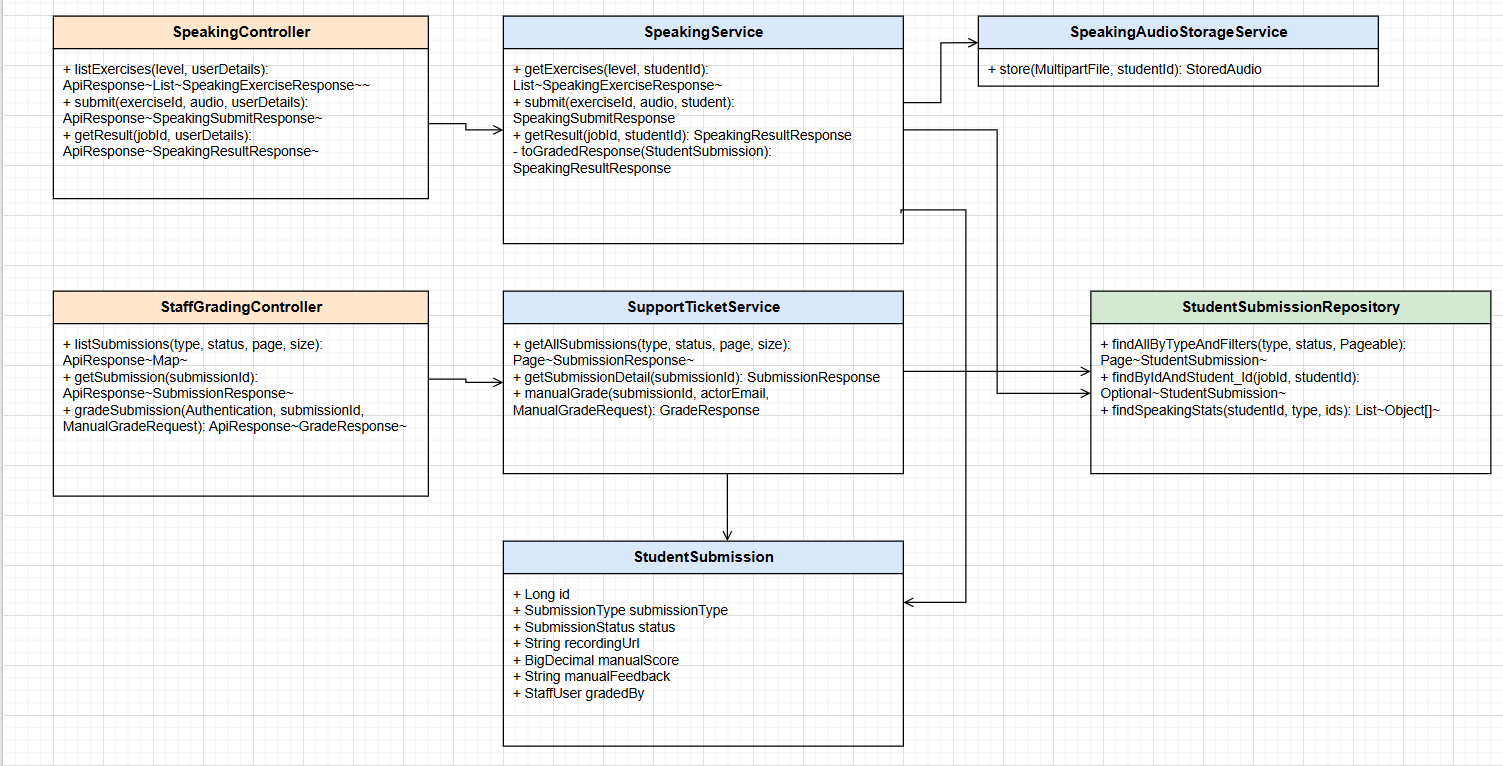 SpeakingController
+ listExercises(level, userDetails):
ApiResponse~List~SpeakingExerciseResponse~~
+ submit(exerciseId, audio, userDetails):
ApiResponse~SpeakingSubmitResponse~
+ getResult(jobId, userDetails):
ApiResponse~SpeakingResultResponse~
SpeakingService
+ getExercises(level, studentId):
List~SpeakingExerciseResponse~
+ submit(exerciseId, audio, student):
SpeakingSubmitResponse
+ getResult(jobId, studentId): SpeakingResultResponse
- toGradedResponse(StudentSubmission):
SpeakingResultResponse
SpeakingAudioStorageService
+ store(MultipartFile, studentId): StoredAudio
StaffGradingController
+ listSubmissions(type, status, page, size):
ApiResponse~Map~
+ getSubmission(submissionId):
ApiResponse~SubmissionResponse~
+ gradeSubmission(Authentication, submissionId,
ManualGradeRequest): ApiResponse~GradeResponse~
SupportTicketService
+ getAllSubmissions(type, status, page, size):
Page~SubmissionResponse~
+ getSubmissionDetail(submissionId): SubmissionResponse
+ manualGrade(submissionId, actorEmail,
ManualGradeRequest): GradeResponse
StudentSubmissionRepository
+ findAllByTypeAndFilters(type, status, Pageable):
Page~StudentSubmission~
+ findByIdAndStudent_Id(jobId, studentId):
Optional~StudentSubmission~
+ findSpeakingStats(studentId, type, ids): List~Object[]~
StudentSubmission
+ Long id
+ SubmissionType submissionType
+ SubmissionStatus status
+ String recordingUrl
+ BigDecimal manualScore
+ String manualFeedback
+ StaffUser gradedBy